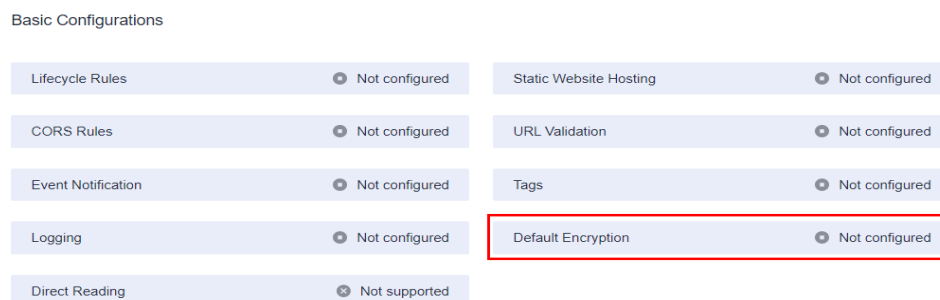 Basic Configurations
Lifecycle Rules Not configured Static Website Hosting Not configured
CORS Rules Not configured URL Validation Not configured
Event Notification Not configured Tags Not configured
Logging Not configured Default Encryption Not configured
Direct Reading Not supported